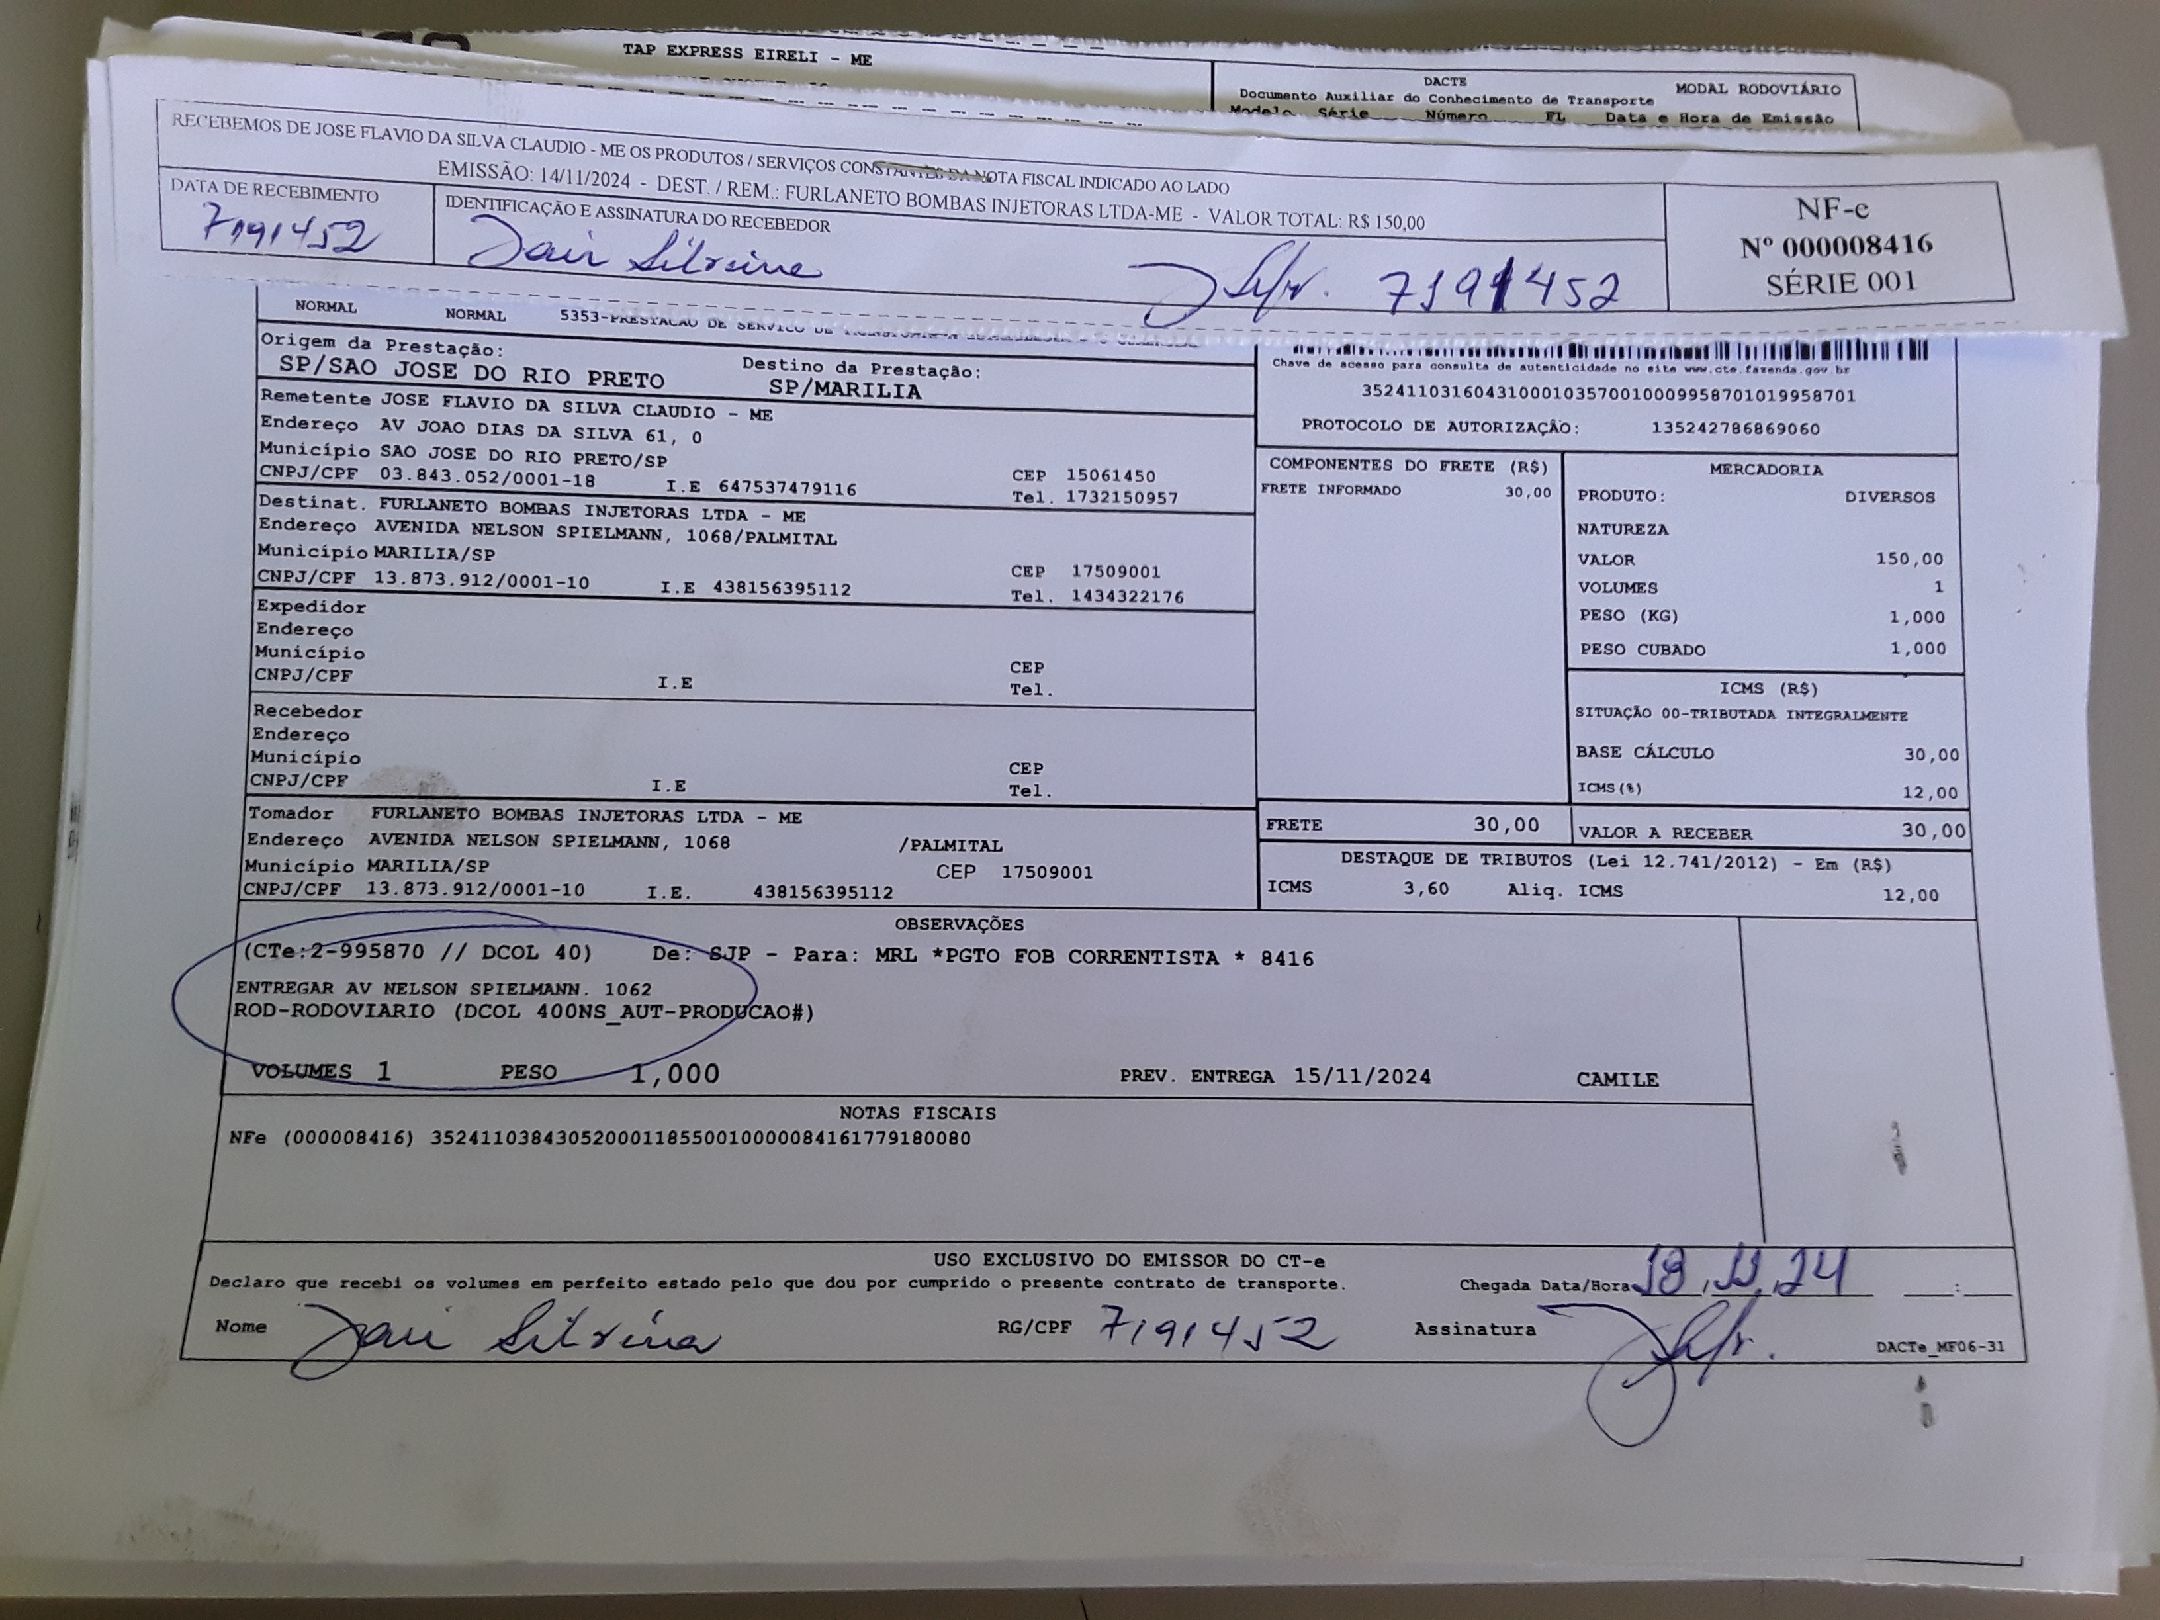 TAP EXPRESS EIRELI - ME
DACTE
MODAL RODOVIÁRIO
Documento Auxiliar do Conhecimento de Transporte
Modelo Série Número FL Data e Hora de Emissão
RECEBEMOS DE JOSE FLAVIO DA SILVA CLAUDIO - ME OS PRODUTOS / SERVIÇOS CONSTANTES DA NOTA FISCAL INDICADO AO LADO
EMISSÃO: 14/11/2024 - DEST. / REM.: FURLANETO BOMBAS INJETORAS LTDA-ME - VALOR TOTAL: R$ 150,00
DATA DE RECEBIMENTO
7191452
IDENTIFICAÇÃO E ASSINATURA DO RECEBEDOR
Jair 7191452
NF-e
Nº 000008416
SÉRIE 001
NORMAL NORMAL 5353-PRESTACAO DE SERVICO DE
Origem da Prestação:
SP/SAO JOSE DO RIO PRETO
Destino da Prestação:
SP/MARILIA
Chave de acesso para consulta de autenticidade no site www.cte.fazenda.gov.br
35241103160431000103570010009958701019958701
PROTOCOLO DE AUTORIZAÇÃO: 135242786869060
Remetente JOSE FLAVIO DA SILVA CLAUDIO - ME
Endereço AV JOAO DIAS DA SILVA 61, 0
Município SAO JOSE DO RIO PRETO/SP
CEP 15061450
CNPJ/CPF 03.843.052/0001-18 I.E 647537479116 Tel. 1732150957
Destinat. FURLANETO BOMBAS INJETORAS LTDA - ME
Endereço AVENIDA NELSON SPIELMANN, 1068/PALMITAL
Município MARILIA/SP CEP 17509001
CNPJ/CPF 13.873.912/0001-10 I.E 438156395112 Tel. 1434322176
Expedidor
Endereço
Município CEP
CNPJ/CPF I.E Tel.
Recebedor
Endereço
Município CEP
CNPJ/CPF I.E Tel.
Tomador FURLANETO BOMBAS INJETORAS LTDA - ME
Endereço AVENIDA NELSON SPIELMANN, 1068 /PALMITAL
Município MARILIA/SP CEP 17509001
CNPJ/CPF 13.873.912/0001-10 I.E. 438156395112
COMPONENTES DO FRETE (R$)
FRETE INFORMADO 30,00
MERCADORIA
PRODUTO: DIVERSOS
NATUREZA
VALOR 150,00
VOLUMES 1
PESO (KG) 1,000
PESO CUBADO 1,000
ICMS (R$)
SITUAÇÃO 00-TRIBUTADA INTEGRALMENTE
BASE CÁLCULO 30,00
ICMS(%) 12,00
FRETE 30,00 VALOR A RECEBER 30,00
DESTAQUE DE TRIBUTOS (Lei 12.741/2012) - Em (R$)
ICMS 3,60 Aliq. ICMS 12,00
OBSERVAÇÕES
(CTe:2-995870 // DCOL 40) De: SJP - Para: MRL *PGTO FOB CORRENTISTA * 8416
ENTREGAR AV NELSON SPIELMANN. 1062
ROD-RODOVIARIO (DCOL 400NS_AUT-PRODUCAO#)
VOLUMES 1 PESO 1,000 PREV. ENTREGA 15/11/2024 CAMILE
NOTAS FISCAIS
NFe (000008416) 35241103843052000118550010000084161779180080
USO EXCLUSIVO DO EMISSOR DO CT-e
Declaro que recebi os volumes em perfeito estado pelo que dou por cumprido o presente contrato de transporte.
Chegada Data/Hora :
Nome RG/CPF 7191452 Assinatura
DACTe_MF06-31